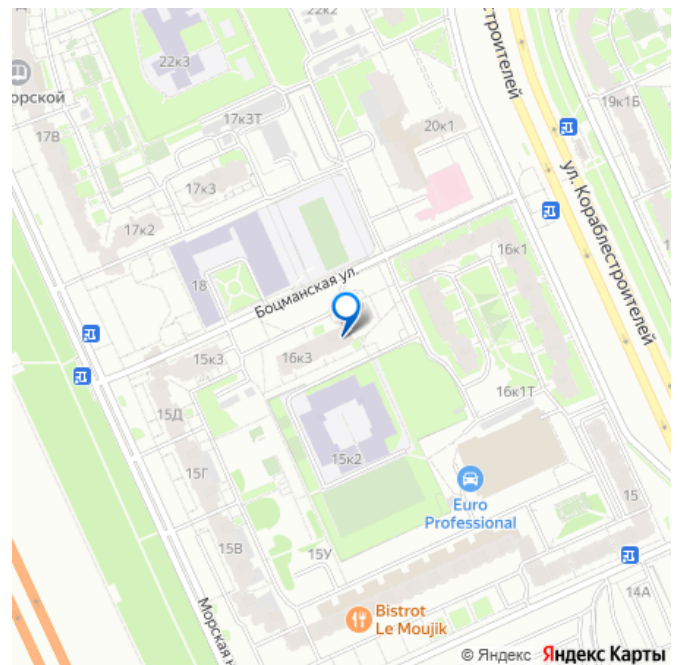 22к2
строителей
22к3
орской
19к1Б
17к3Т
20к1
17В
ул. Кораблестроителей
17к3
17к2
16к1
18
Боцманская ул.
16к3
15к3
16к1Т
15Д
15к2
15Г
Euro
Professional
15
15У
15В
14А
Bistrot
Le Moujik
Морская н
© Яндекс Яндекс Карты